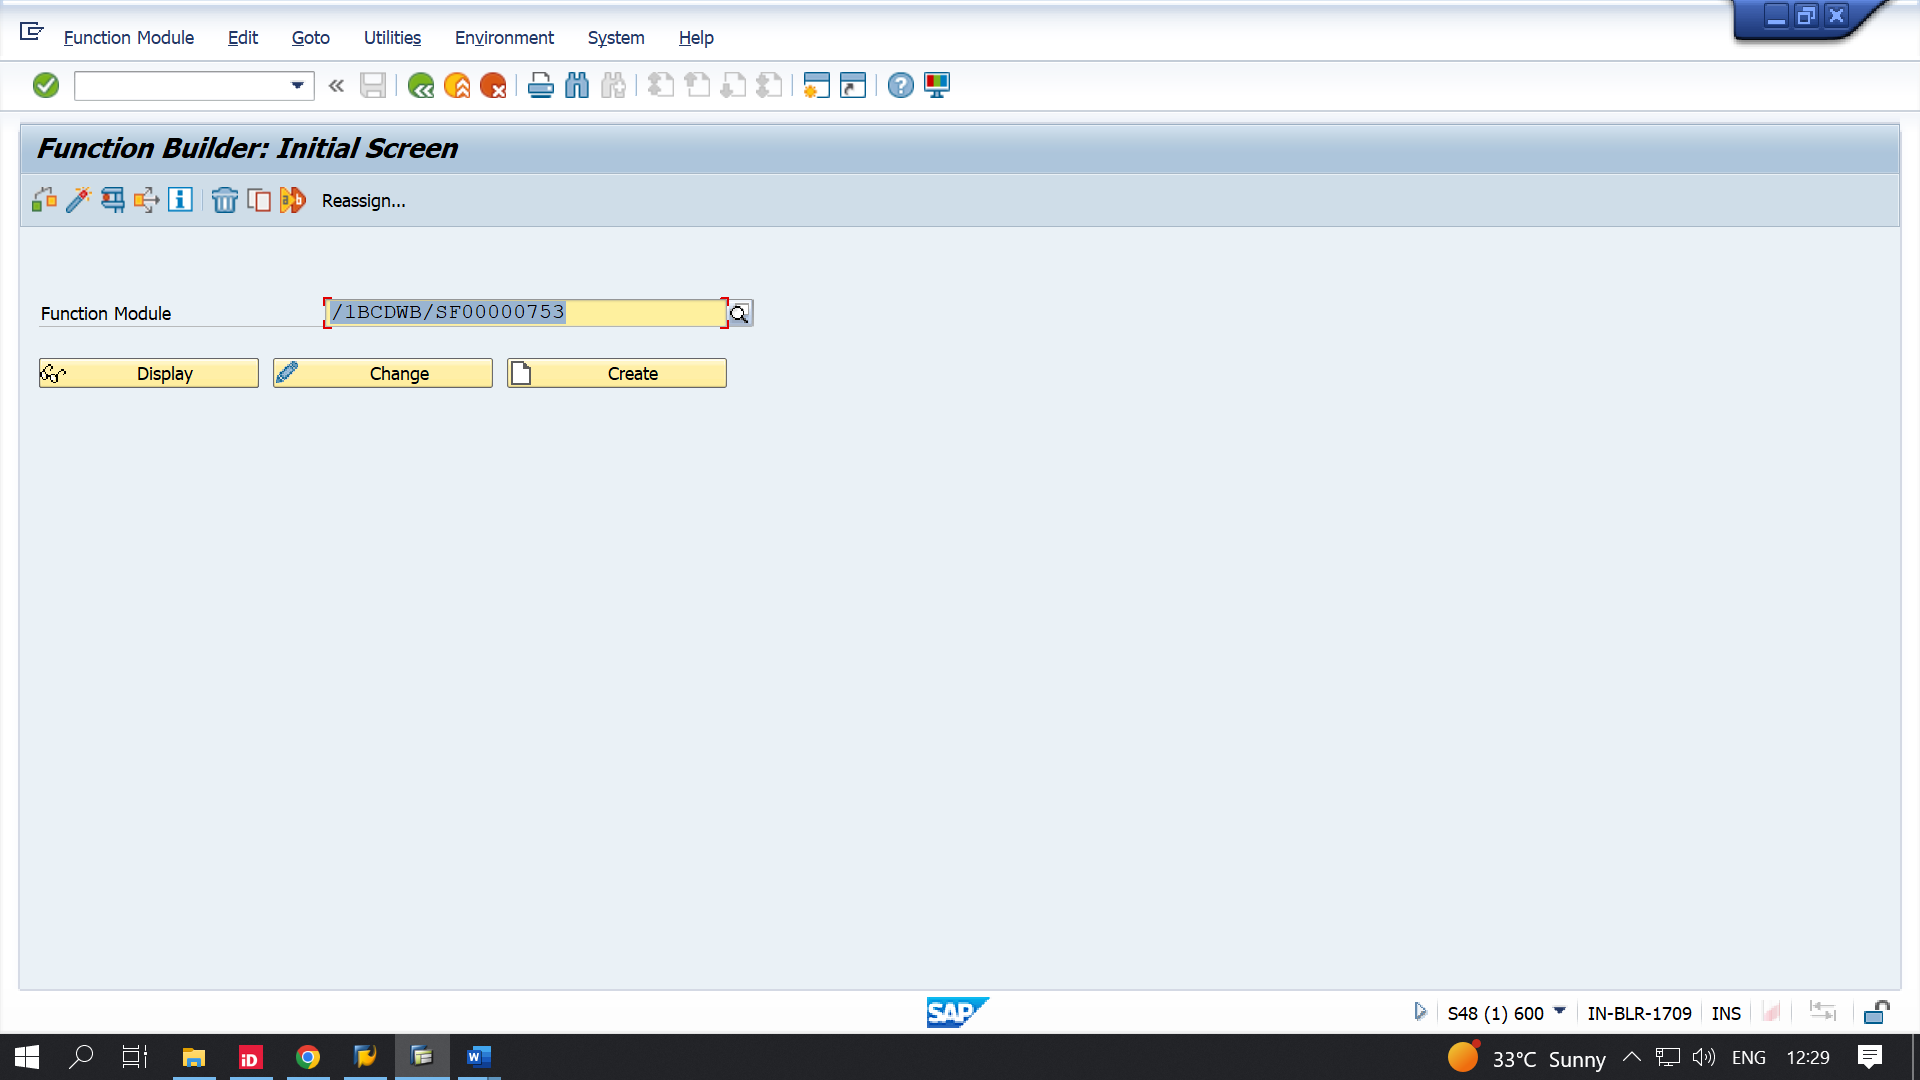 Function Module Edit Goto Utilities Environment System Help
Function Builder: Initial Screen
Reassign...
Function Module /1BCDWB/SF00000753
Display Change Create
SAP
S48 (1) 600 IN-BLR-1709 INS
iD W 33°C Sunny ENG 12:29